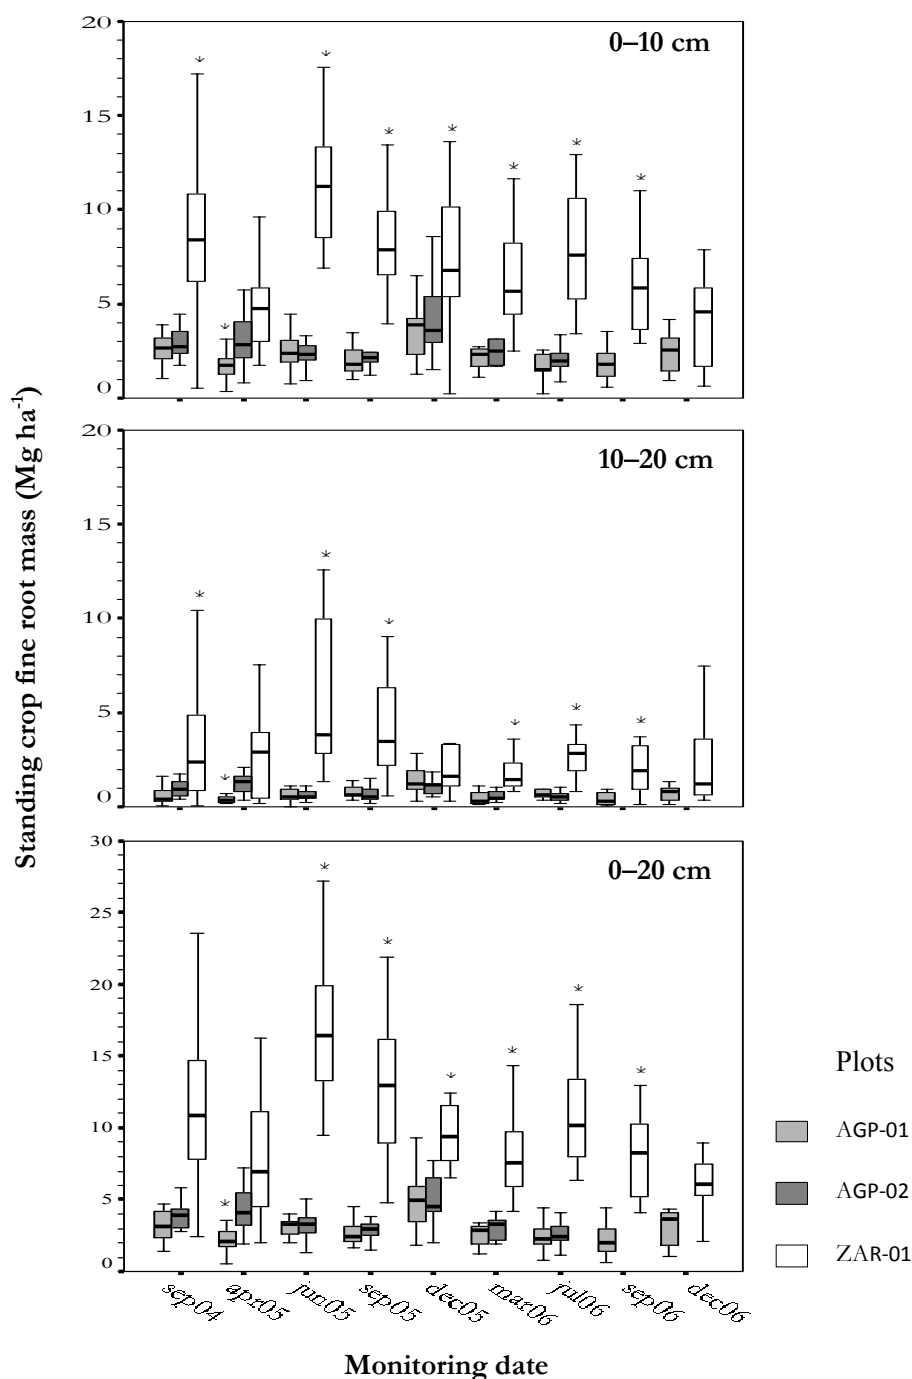 Standing crop fine root mass (Mg ha-1)
0–10 cm
20
15
10
5
0
* * * * * * * *
10–20 cm
20
15
10
5
0
* * * * * * *
0–20 cm
30
25
20
15
10
5
0
* * * * * * *
sep04 apr05 jun05 sep05 dec05 mar06 jul06 sep06 dec06
Monitoring date
Plots
AGP-01
AGP-02
ZAR-01